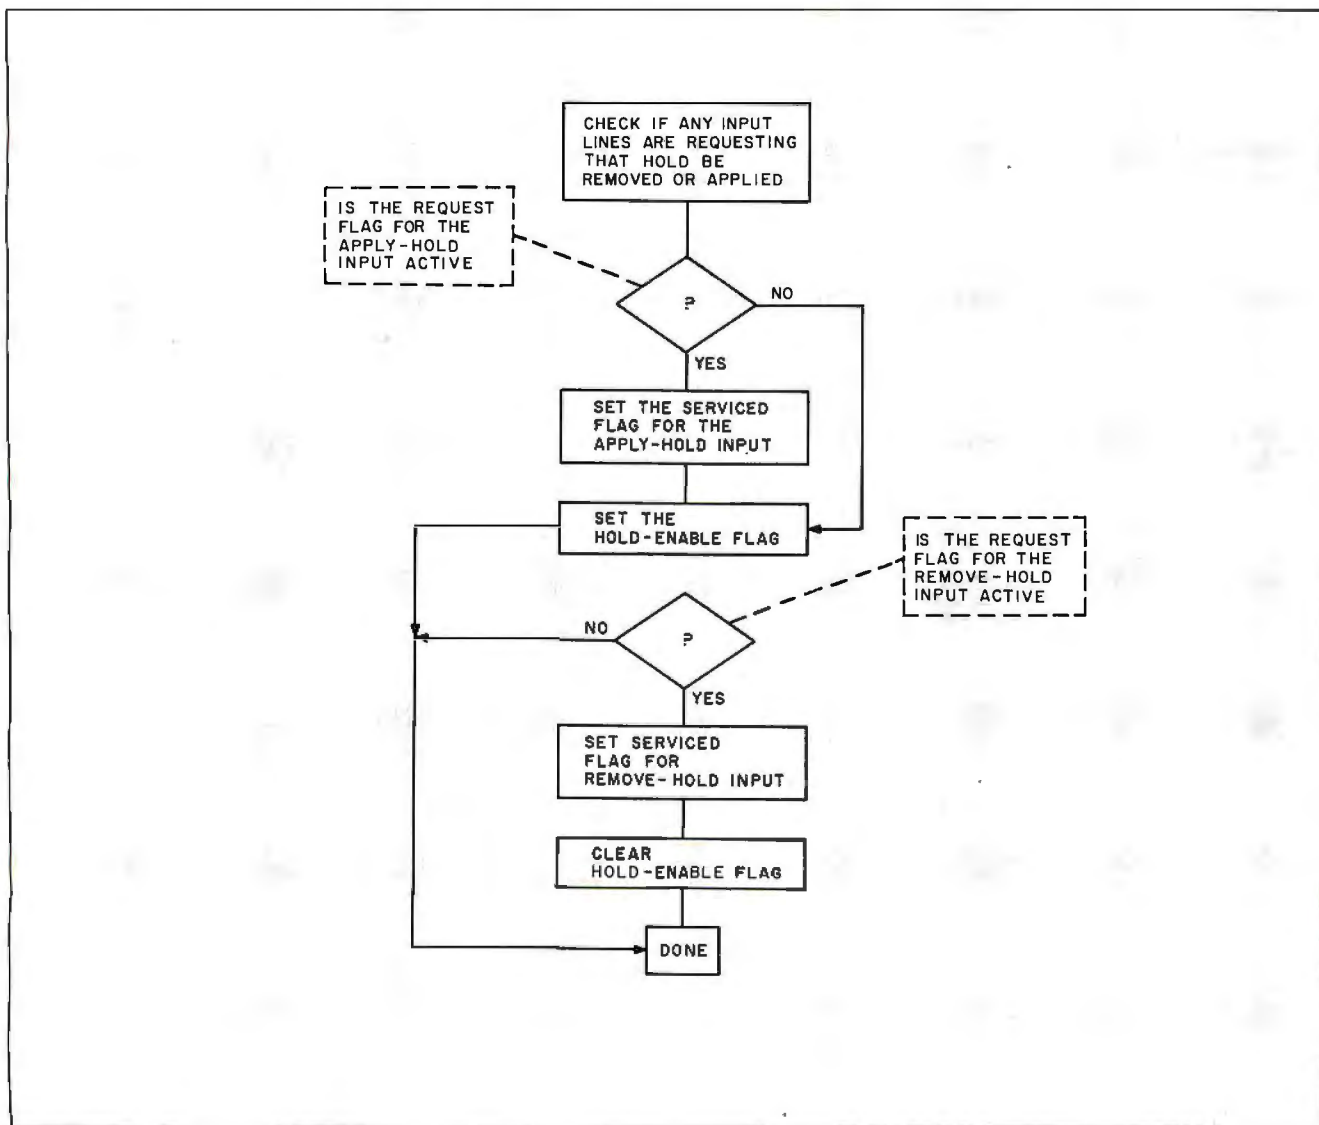 CHECK IF ANY INPUT
LINES ARE REQUESTING
THAT HOLD BE
REMOVED OR APPLIED
IS THE REQUEST
FLAG FOR THE
APPLY-HOLD
INPUT ACTIVE
?
NO
YES
SET THE SERVICED
FLAG FOR THE
APPLY-HOLD INPUT
SET THE
HOLD-ENABLE FLAG
IS THE REQUEST
FLAG FOR THE
REMOVE-HOLD
INPUT ACTIVE
NO
?
YES
SET SERVICED
FLAG FOR
REMOVE-HOLD INPUT
CLEAR
HOLD-ENABLE FLAG
DONE